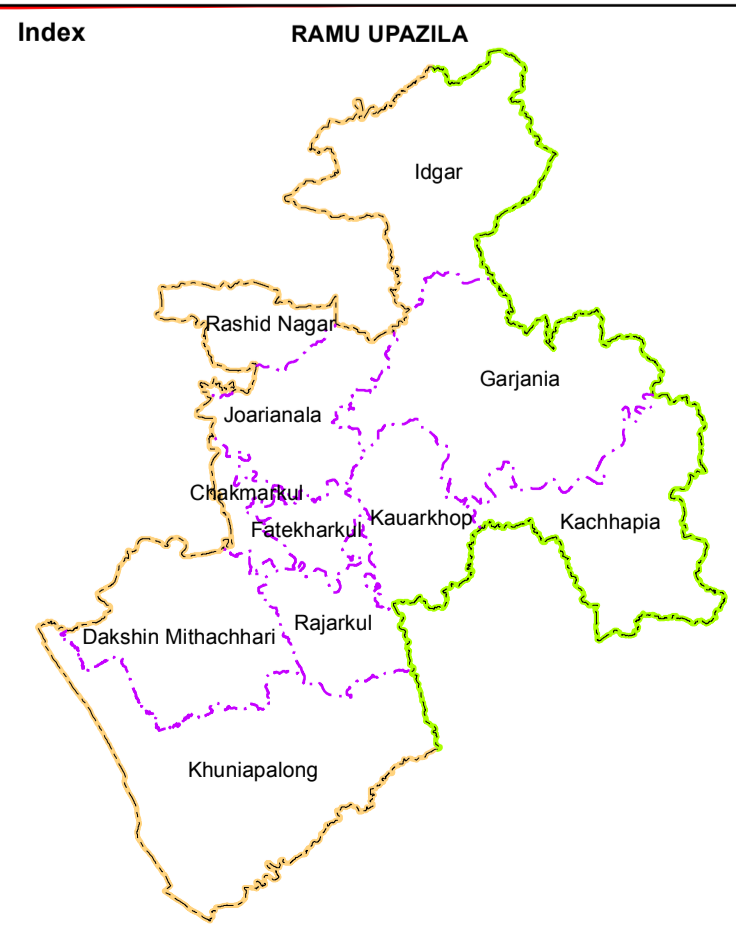 Index
RAMU UPAZILA
Idgar
Rashid Nagar
Garjania
Joarianala
Chakmarkul
Kauarkhop
Kachhapia
Fatekharkul
Rajarkul
Dakshin Mithachhari
Khuniapalong